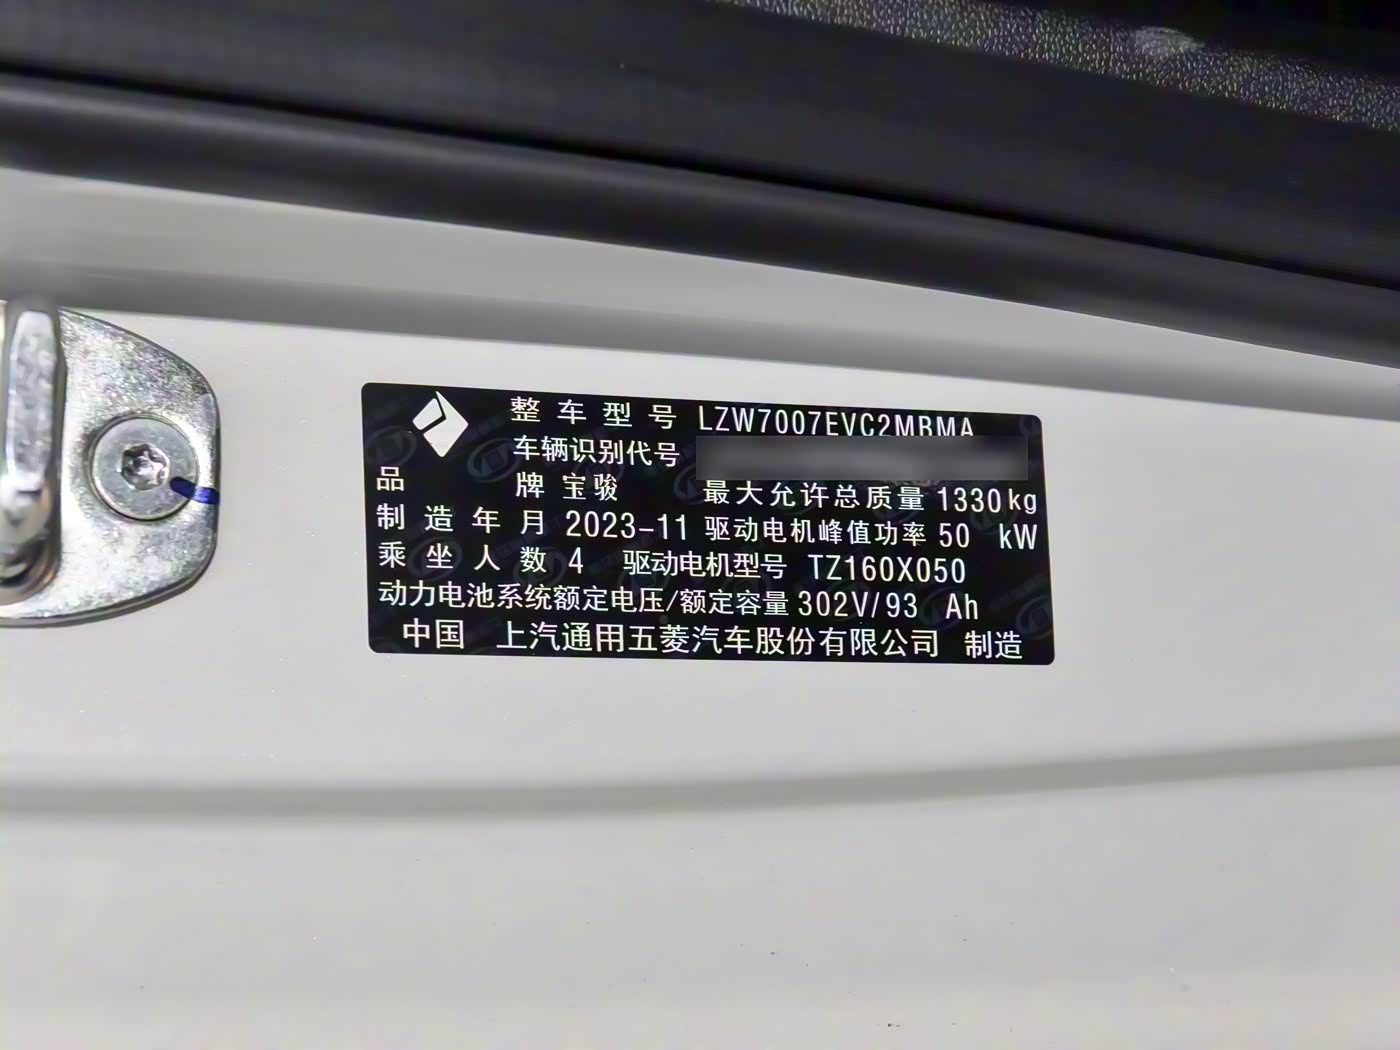 整车型号 LZW7007EVC2MBMA
车辆识别代号
品牌 宝骏 最大允许总质量 1330kg
制造年月 2023-11 驱动电机峰值功率 50 kW
乘坐人数 4 驱动电机型号 TZ160X050
动力电池系统额定电压/额定容量 302V/93 Ah
中国 上汽通用五菱汽车股份有限公司 制造